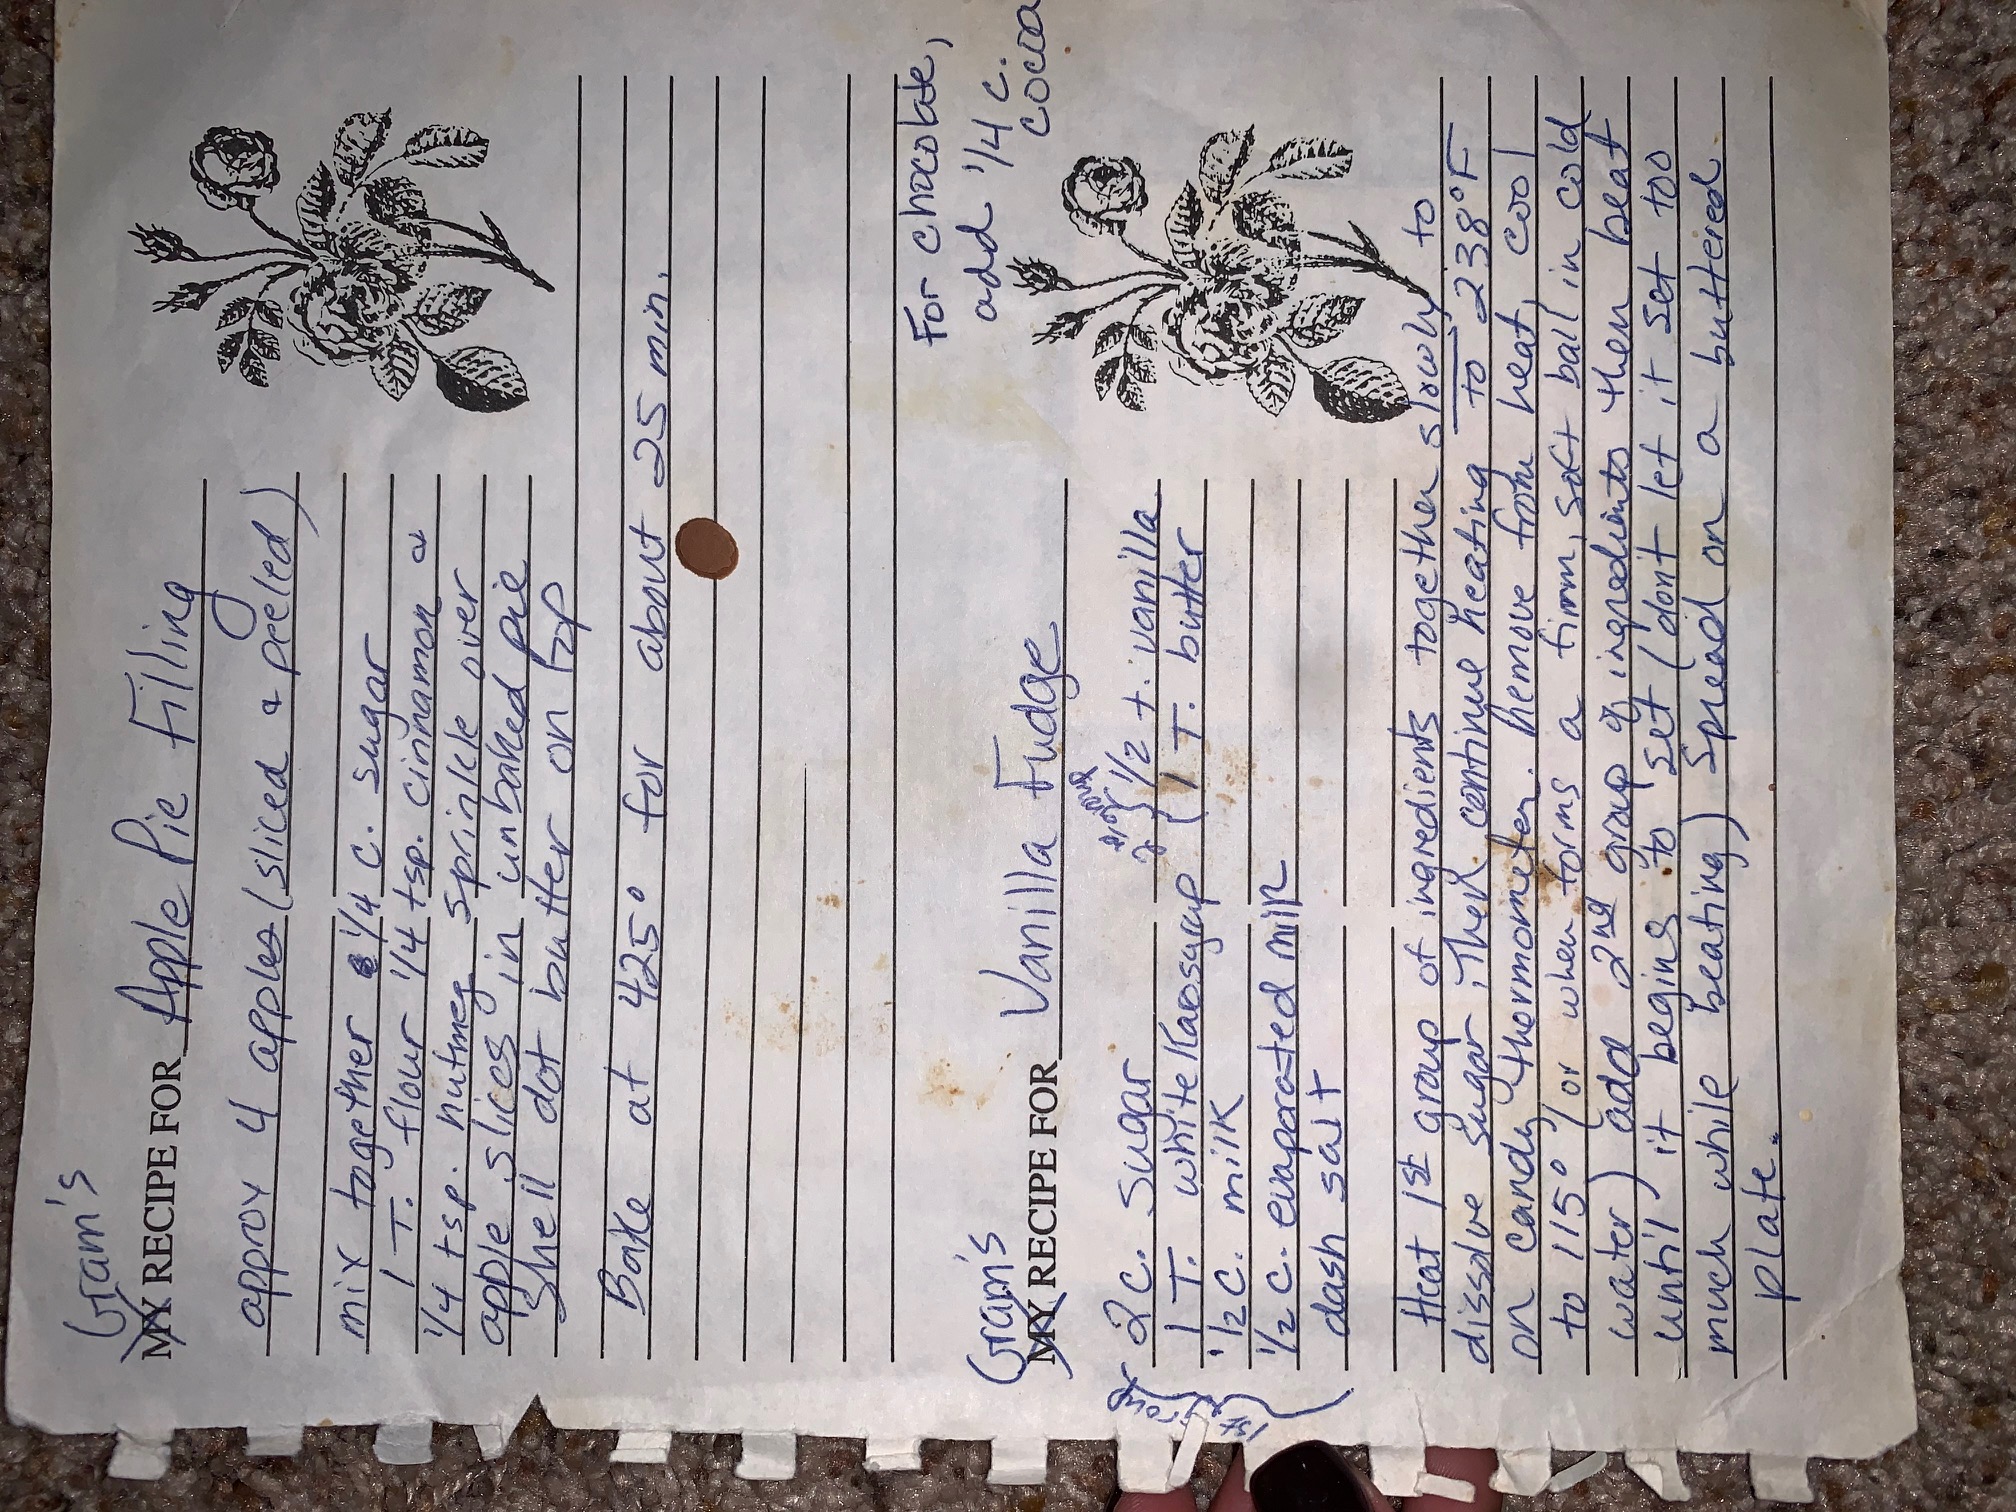 Gram's
MY RECIPE FOR Apple Pie Filling
approx 4 apples (sliced & peeled)
mix together 1/4 c. sugar
1 T. flour 1/4 tsp. cinnamon &
1/4 tsp. nutmeg sprinkle over
apple slices in unbaked pie
shell dot butter on top
Bake at 425° for about 25 min.
For chocolate,
add 1/4 c.
cocoa
Gram's
MY RECIPE FOR Vanilla Fudge
1st group
2 c. sugar
1 T. white Karo syrup
1/2 c. milk
1/2 c. evaporated milk
dash salt
2nd group
1/2 t. vanilla
1 T. butter
Heat 1st group of ingredients together slowly to
dissolve sugar, Then continue heating to 238°F
on candy thermometer. Remove from heat, cool
to 115° (or when forms a firm, soft ball in cold
water) add 2nd group of ingredients then beat
until it begins to set (don't let it set too
much while beating) Spread on a buttered
plate.